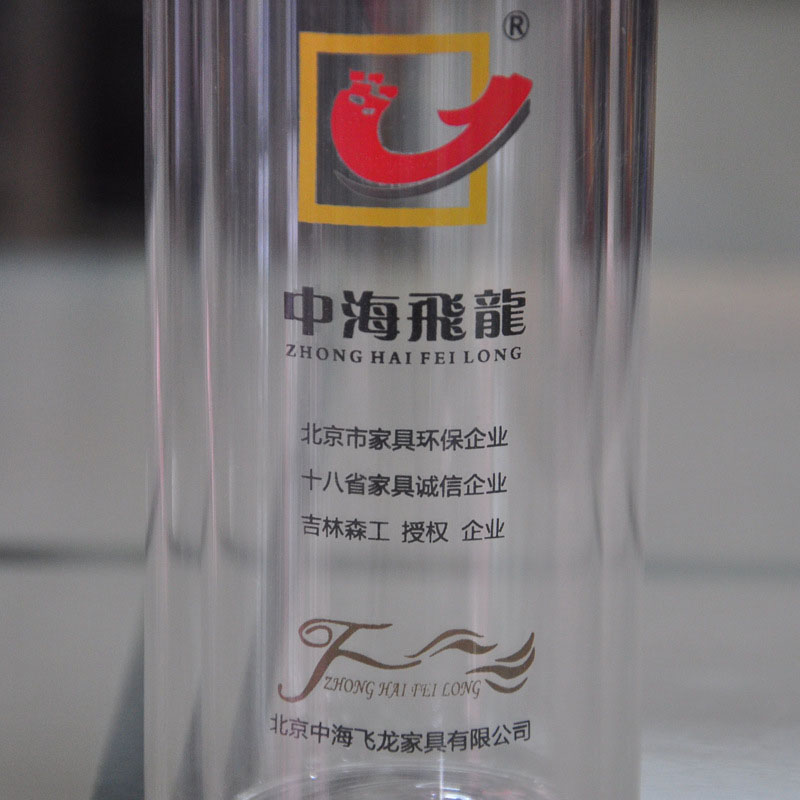 ®
中海飛龍
ZHONG HAI FEI LONG
北京市家具环保企业
十八省家具诚信企业
吉林森工 授权 企业
ZHONG HAI FEI LONG
北京中海飞龙家具有限公司